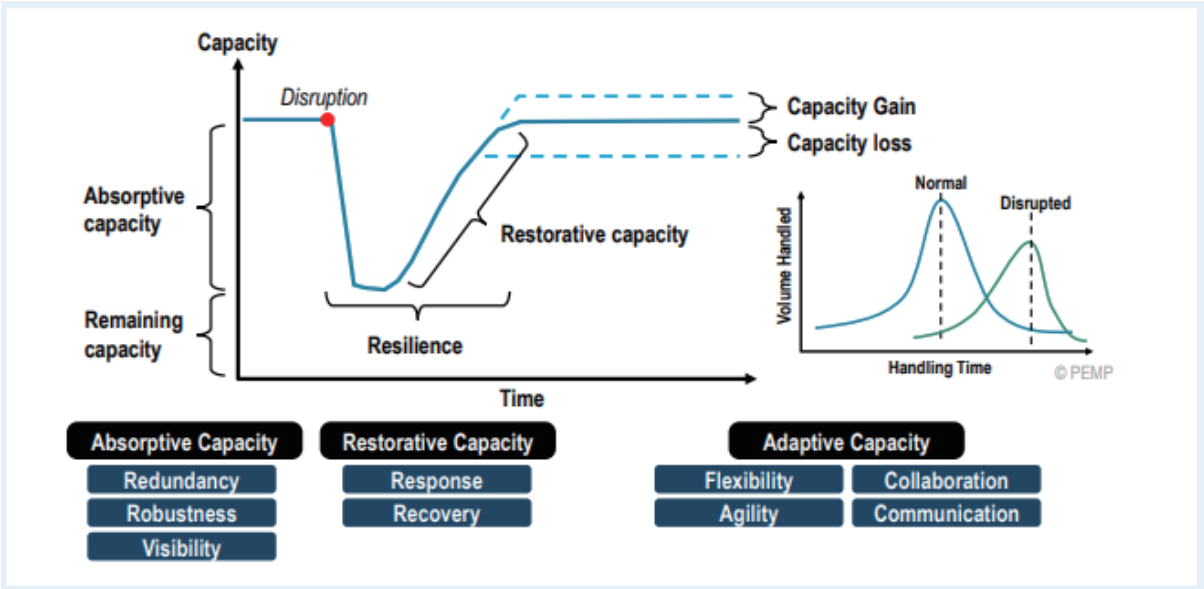 Capacity
Disruption
Capacity Gain
Capacity loss
Absorptive
capacity
Restorative capacity
Remaining
capacity
Resilience
Time
Normal
Disrupted
Volume Handled
Handling Time
© PEMP
Absorptive Capacity
Redundancy
Robustness
Visibility
Restorative Capacity
Response
Recovery
Adaptive Capacity
Flexibility
Collaboration
Agility
Communication